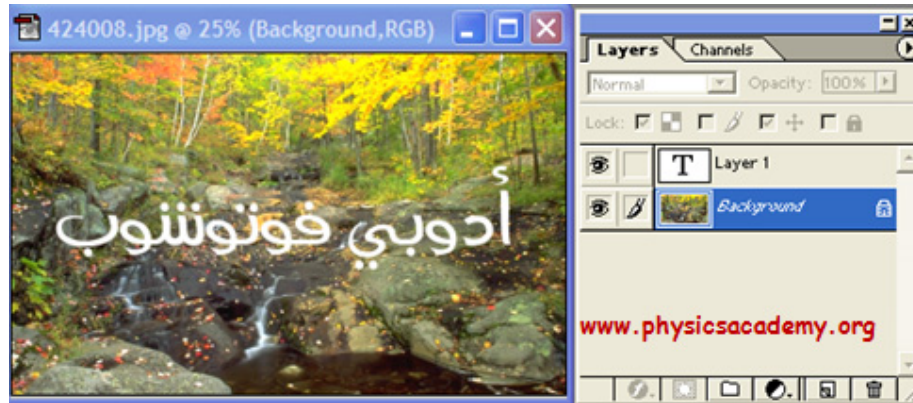 424008.jpg @ 25% (Background,RGB)
أدوبي فوتوشوب
Layers Channels
Normal Opacity: 100%
Lock:
T Layer 1
Background
www.physicsacademy.org